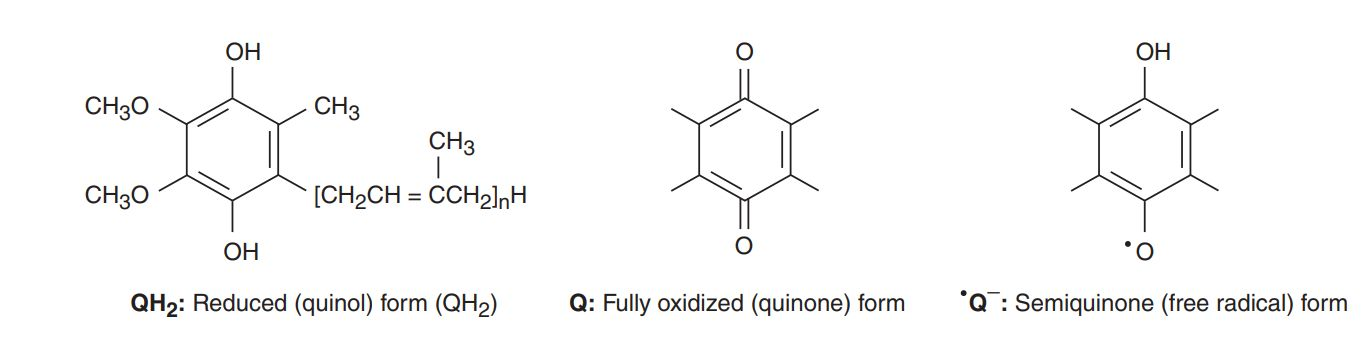 OH
CH3O
CH3
CH3
CH3O
[CH2CH = CCH2]nH
OH
QH2: Reduced (quinol) form (QH2)
O
O
Q: Fully oxidized (quinone) form
OH
•O
•Q–: Semiquinone (free radical) form